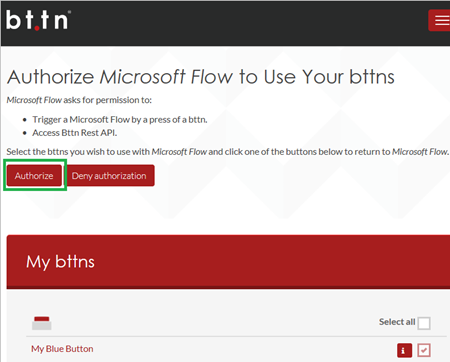 bt.tn
Authorize Microsoft Flow to Use Your bttns
Microsoft Flow asks for permission to:
• Trigger a Microsoft Flow by a press of a bttn.
• Access Bttn Rest API.
Select the bttns you wish to use with Microsoft Flow and click one of the buttons below to return to Microsoft Flow.
Authorize Deny authorization
My bttns
Select all
My Blue Button i